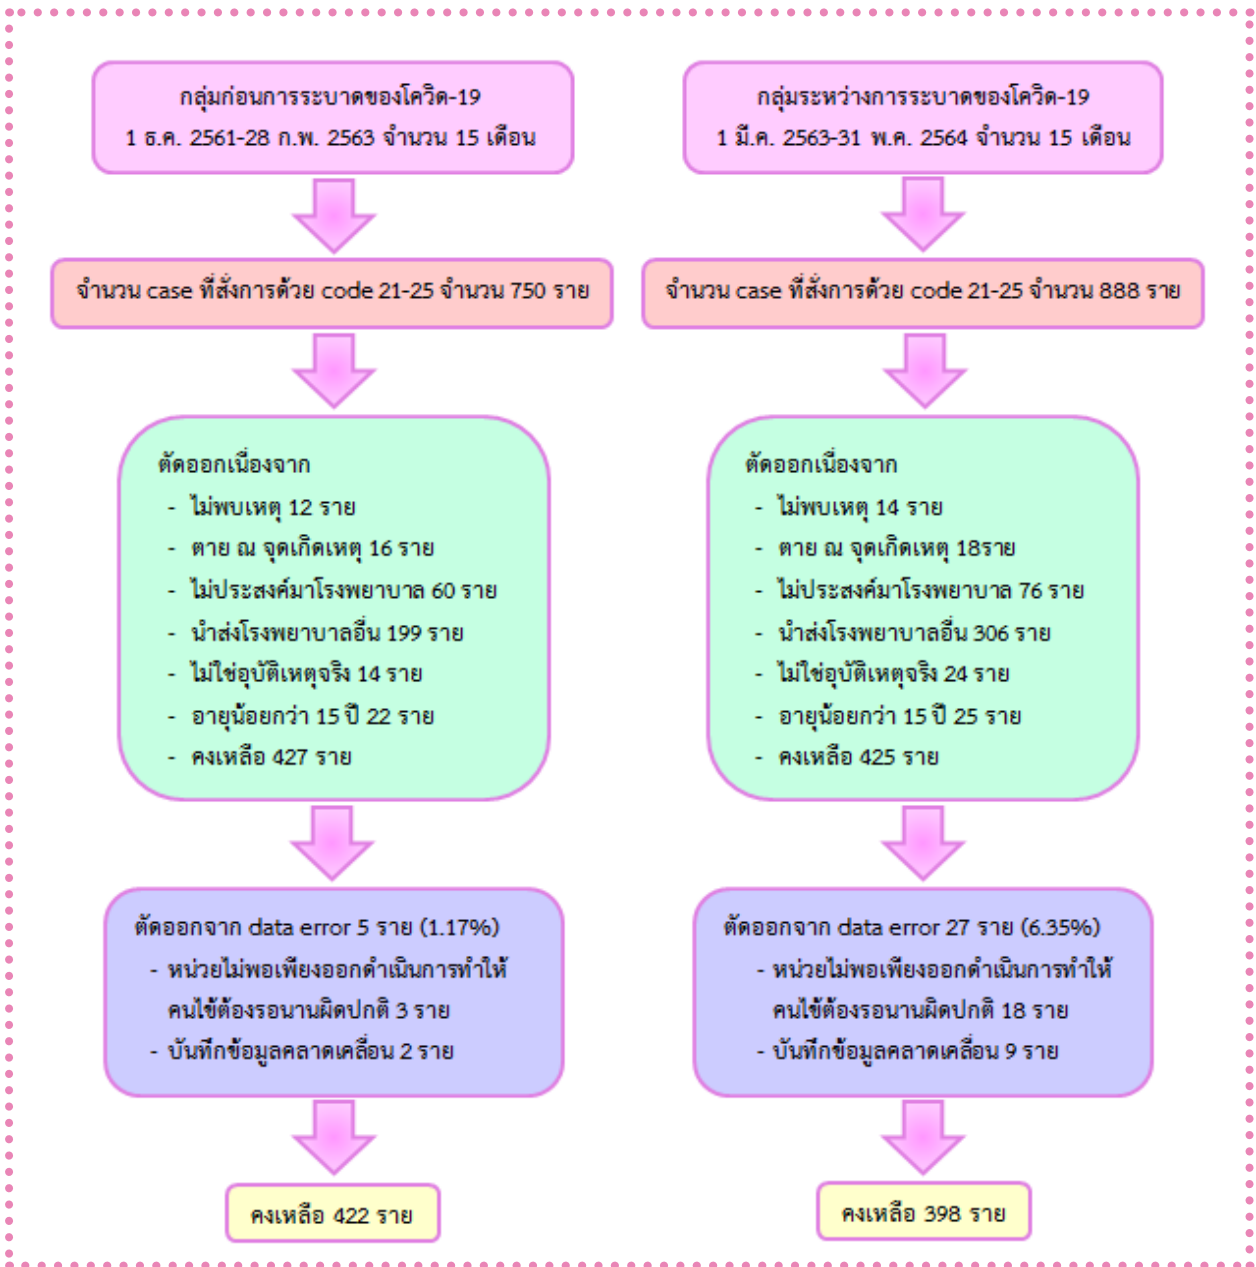 กลุ่มก่อนการระบาดของโควิด-19
1 ธ.ค. 2561-28 ก.พ. 2563 จำนวน 15 เดือน
จำนวน case ที่สั่งการด้วย code 21-25 จำนวน 750 ราย
ตัดออกเนื่องจาก
- ไม่พบเหตุ 12 ราย
- ตาย ณ จุดเกิดเหตุ 16 ราย
- ไม่ประสงค์มาโรงพยาบาล 60 ราย
- นำส่งโรงพยาบาลอื่น 199 ราย
- ไม่ใช่อุบัติเหตุจริง 14 ราย
- อายุน้อยกว่า 15 ปี 22 ราย
- คงเหลือ 427 ราย
ตัดออกจาก data error 5 ราย (1.17%)
- หน่วยไม่พอเพียงออกดำเนินการทำให้
คนไข้ต้องรอนานผิดปกติ 3 ราย
- บันทึกข้อมูลคลาดเคลื่อน 2 ราย
คงเหลือ 422 ราย
กลุ่มระหว่างการระบาดของโควิด-19
1 มี.ค. 2563-31 พ.ค. 2564 จำนวน 15 เดือน
จำนวน case ที่สั่งการด้วย code 21-25 จำนวน 888 ราย
ตัดออกเนื่องจาก
- ไม่พบเหตุ 14 ราย
- ตาย ณ จุดเกิดเหตุ 18ราย
- ไม่ประสงค์มาโรงพยาบาล 76 ราย
- นำส่งโรงพยาบาลอื่น 306 ราย
- ไม่ใช่อุบัติเหตุจริง 24 ราย
- อายุน้อยกว่า 15 ปี 25 ราย
- คงเหลือ 425 ราย
ตัดออกจาก data error 27 ราย (6.35%)
- หน่วยไม่พอเพียงออกดำเนินการทำให้
คนไข้ต้องรอนานผิดปกติ 18 ราย
- บันทึกข้อมูลคลาดเคลื่อน 9 ราย
คงเหลือ 398 ราย